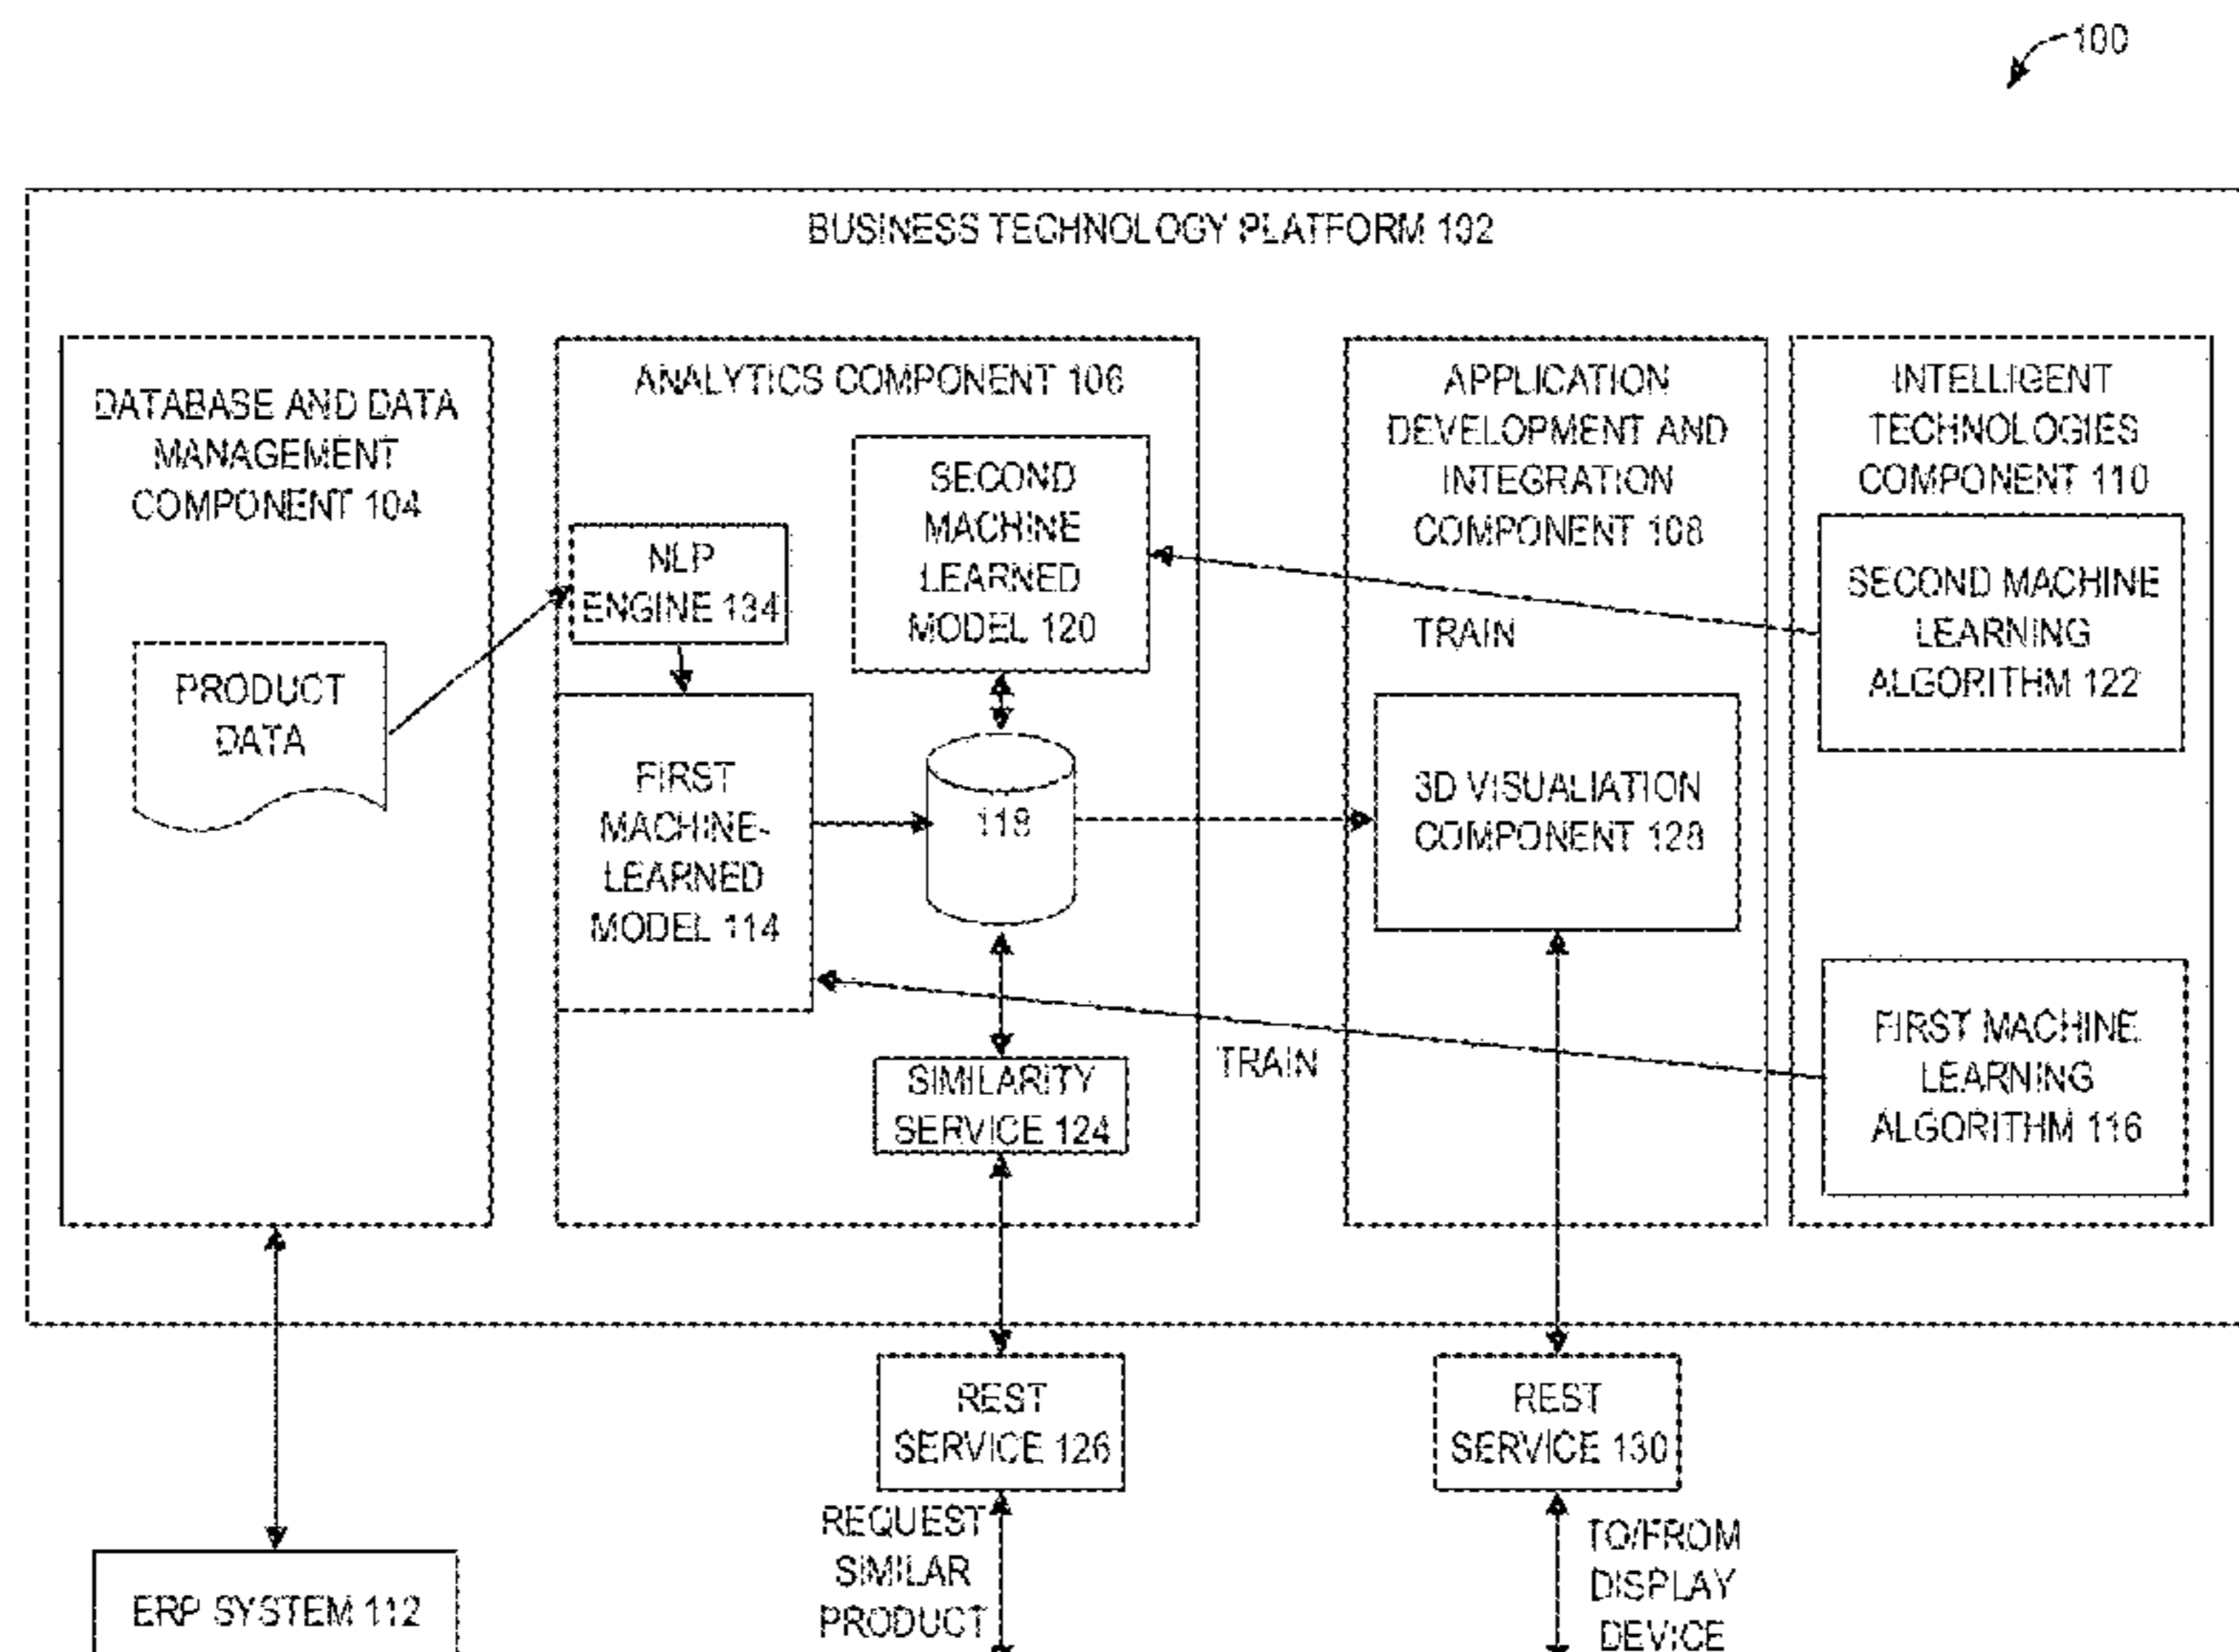 100
BUSINESS TECHNOLOGY PLATFORM 102
DATABASE AND DATA
MANAGEMENT
COMPONENT 104
PRODUCT
DATA
ANALYTICS COMPONENT 106
NLP
ENGINE 134
SECOND
MACHINE
LEARNED
MODEL 120
FIRST
MACHINE-
LEARNED
MODEL 114
118
SIMILARITY
SERVICE 124
APPLICATION
DEVELOPMENT AND
INTEGRATION
COMPONENT 108
TRAIN
3D VISUALIATION
COMPONENT 128
TRAIN
INTELLIGENT
TECHNOLOGIES
COMPONENT 110
SECOND MACHINE
LEARNING
ALGORITHM 122
FIRST MACHINE
LEARNING
ALGORITHM 116
REST
SERVICE 126
REST
SERVICE 130
ERP SYSTEM 112
REQUEST
SIMILAR
PRODUCT
TO/FROM
DISPLAY
DEVICE